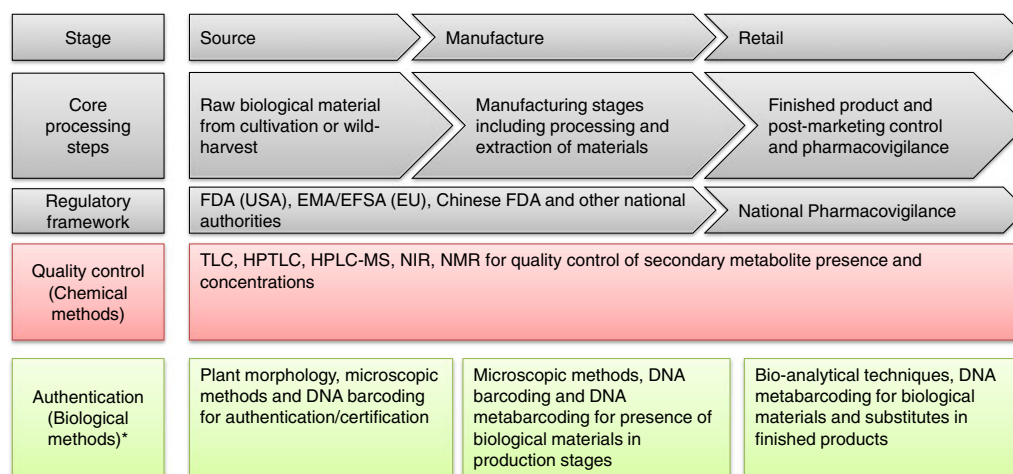 Stage
Source
Manufacture
Retail
Core
processing
steps
Raw biological material
from cultivation or wild-
harvest
Manufacturing stages
including processing and
extraction of materials
Finished product and
post-marketing control
and pharmacovigilance
Regulatory
framework
FDA (USA), EMA/EFSA (EU), Chinese FDA and other national
authorities
National Pharmacovigilance
Quality control
(Chemical
methods)
TLC, HPTLC, HPLC-MS, NIR, NMR for quality control of secondary metabolite presence and
concentrations
Authentication
(Biological
methods)*
Plant morphology, microscopic
methods and DNA barcoding
for authentication/certification
Microscopic methods, DNA
barcoding and DNA
metabarcoding for presence of
biological materials in
production stages
Bio-analytical techniques, DNA
metabarcoding for biological
materials and substitutes in
finished products